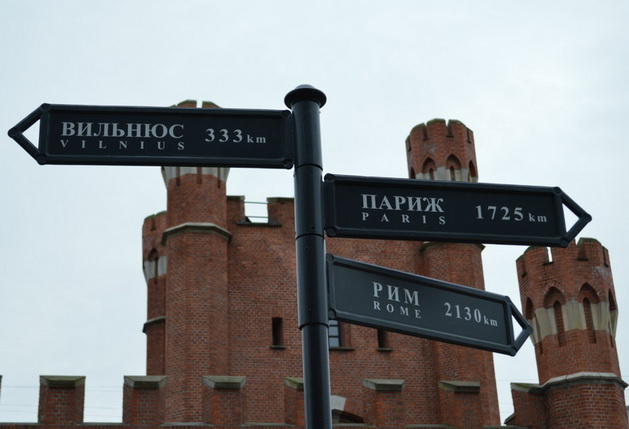 ВИЛЬНЮС 333 km
VILNIUS
ПАРИЖ 1725 km
PARIS
РИМ 2130 km
ROME